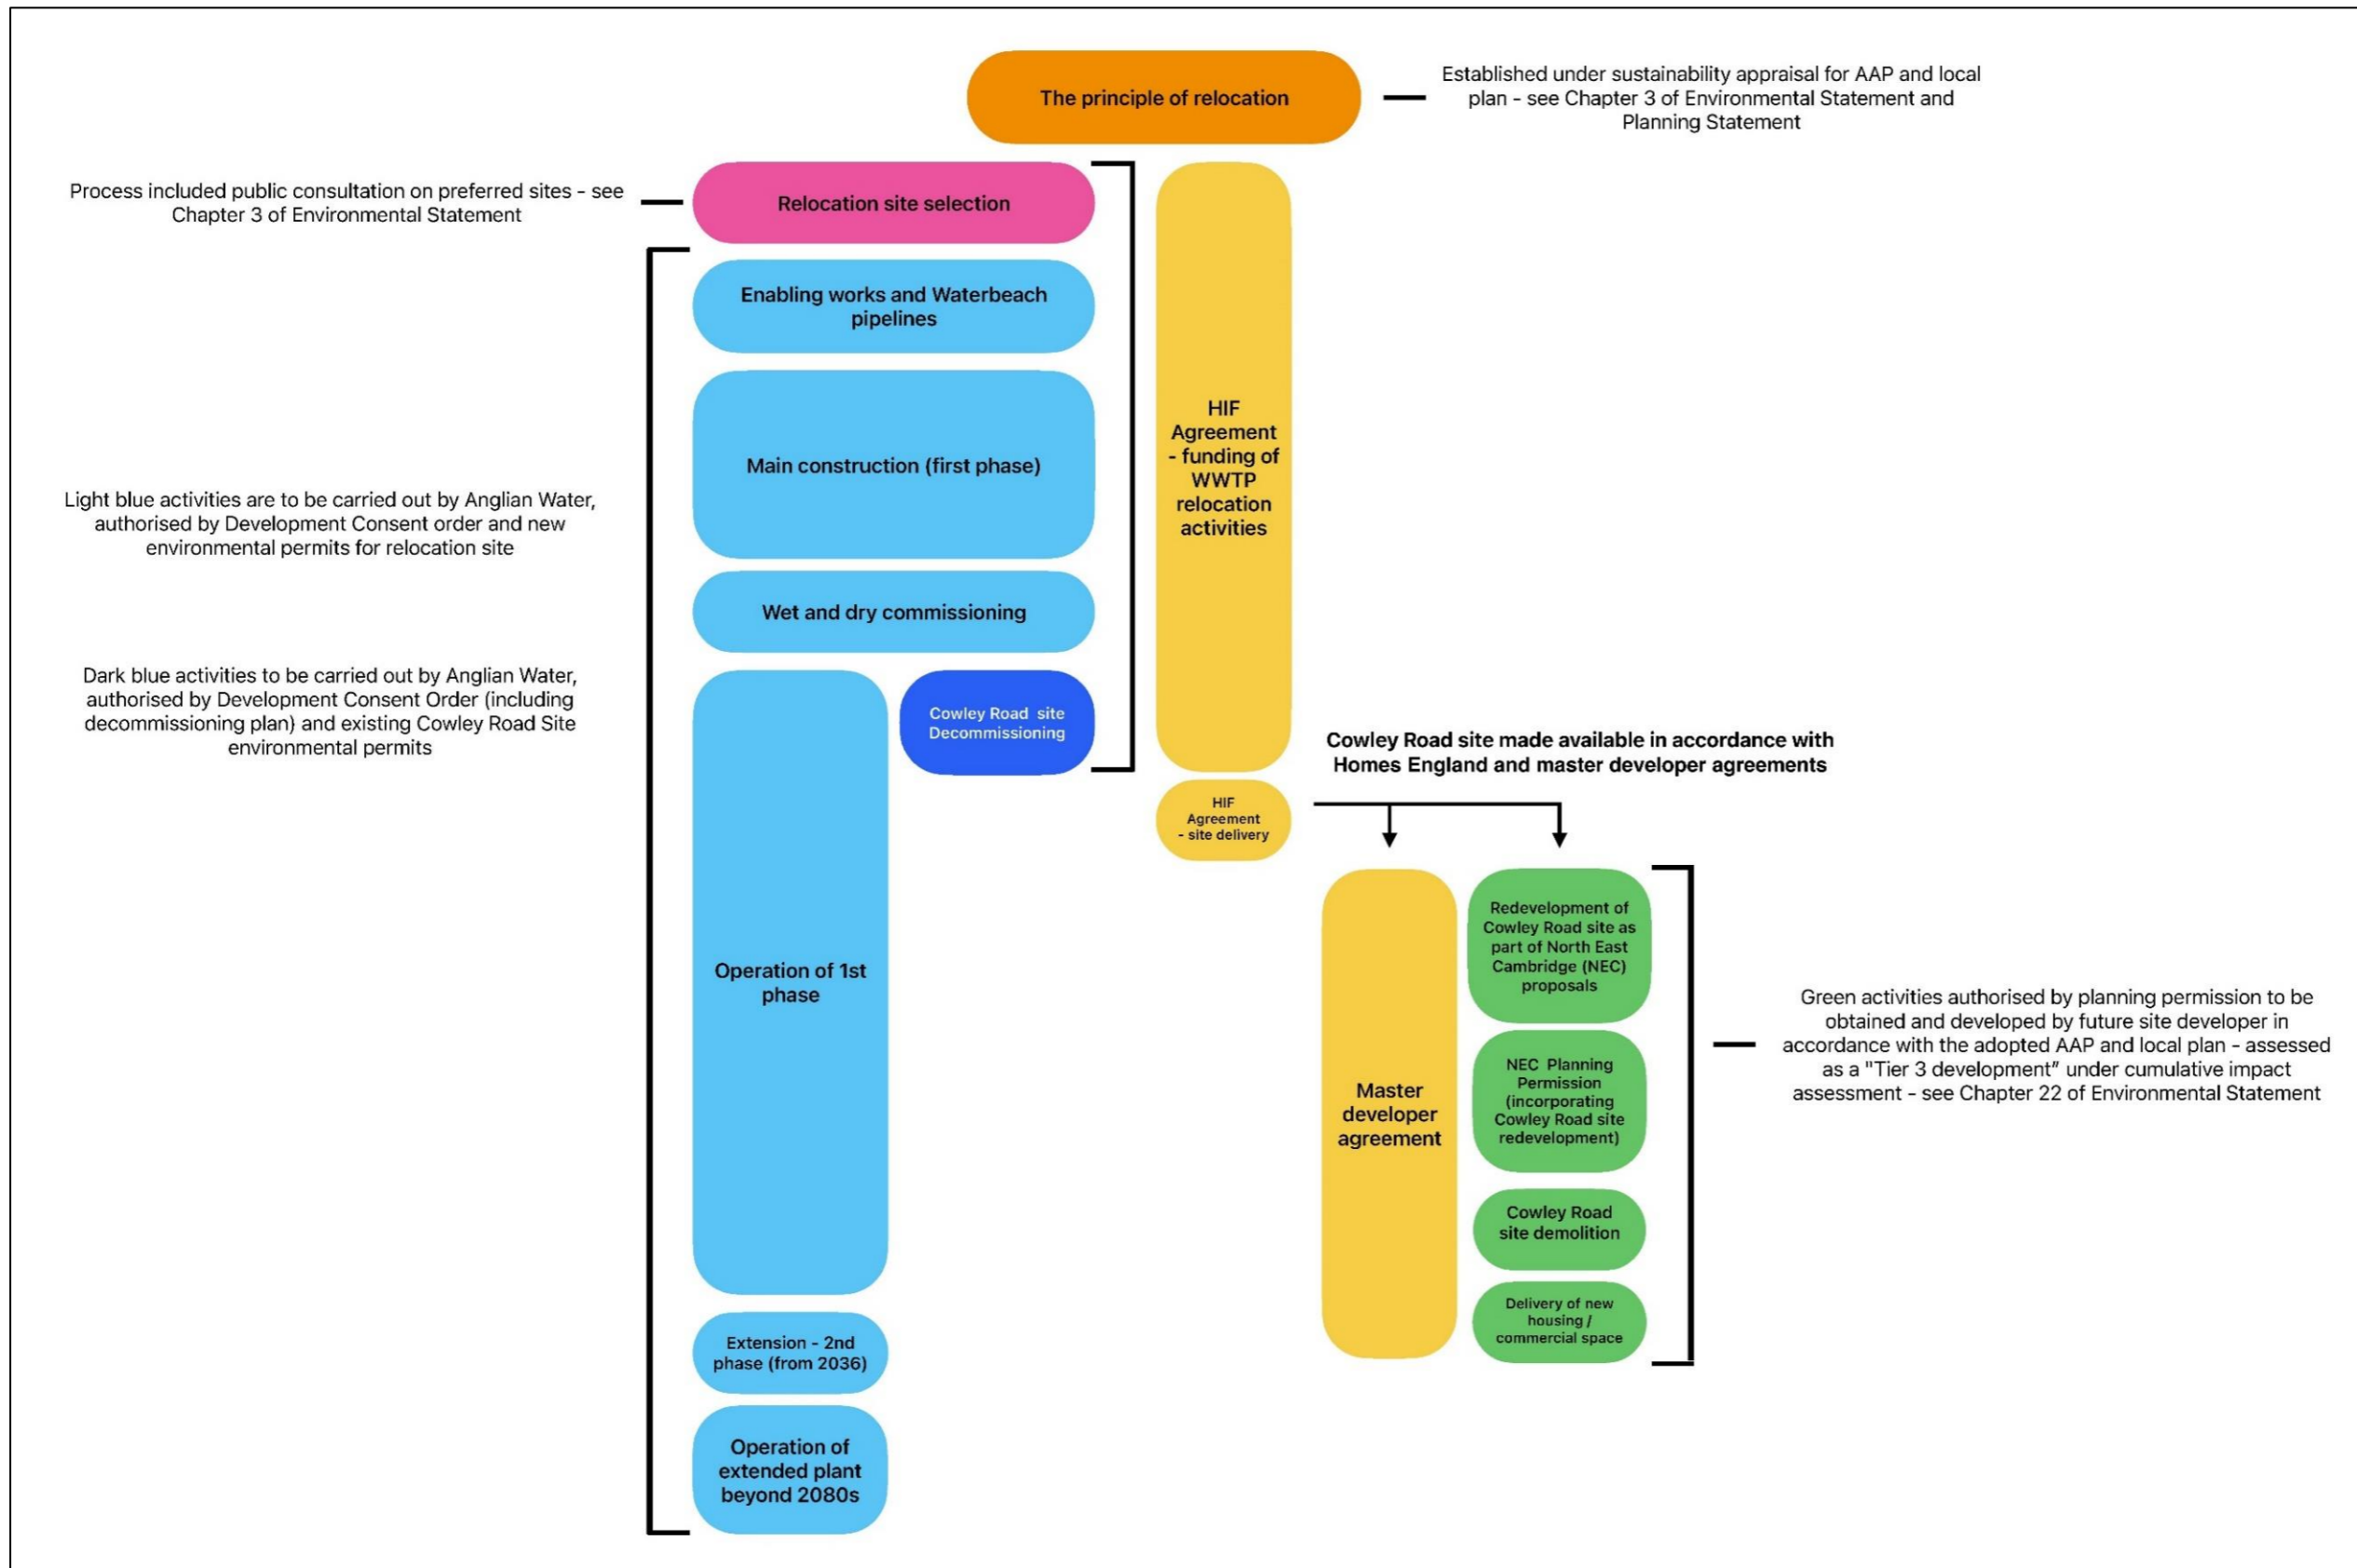 The principle of relocation
Established under sustainability appraisal for AAP and local
plan - see Chapter 3 of Environmental Statement and
Planning Statement
Process included public consultation on preferred sites - see
Chapter 3 of Environmental Statement
Relocation site selection
Enabling works and Waterbeach
pipelines
Main construction (first phase)
HIF
Agreement
- funding of
WWTP
relocation
activities
Light blue activities are to be carried out by Anglian Water,
authorised by Development Consent order and new
environmental permits for relocation site
Wet and dry commissioning
Dark blue activities to be carried out by Anglian Water,
authorised by Development Consent Order (including
decommissioning plan) and existing Cowley Road Site
environmental permits
Cowley Road site
Decommissioning
Cowley Road site made available in accordance with
Homes England and master developer agreements
HIF
Agreement
- site delivery
Operation of 1st
phase
Master
developer
agreement
Redevelopment of
Cowley Road site as
part of North East
Cambridge (NEC)
proposals
NEC Planning
Permission
(incorporating
Cowley Road site
redevelopment)
Cowley Road
site demolition
Delivery of new
housing /
commercial space
Green activities authorised by planning permission to be
obtained and developed by future site developer in
accordance with the adopted AAP and local plan - assessed
as a "Tier 3 development” under cumulative impact
assessment - see Chapter 22 of Environmental Statement
Extension - 2nd
phase (from 2036)
Operation of
extended plant
beyond 2080s